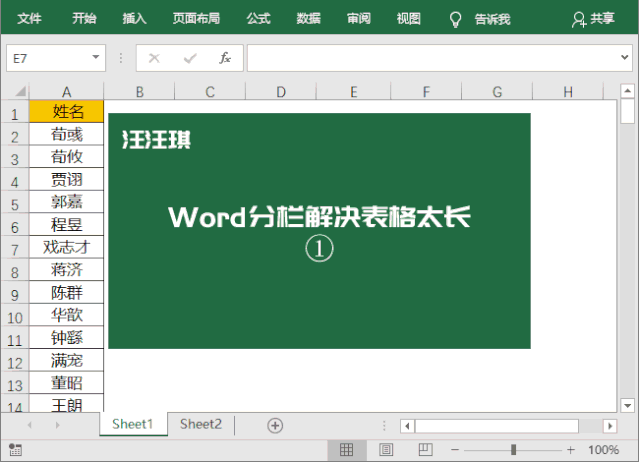 文件 开始 插入 页面布局 公式 数据 审阅 视图 告诉我 共享
E7 fx
A B C D E F G H
1 姓名
2 荀彧
3 荀攸
4 贾诩
5 郭嘉
6 程昱
7 戏志才
8 蒋济
9 陈群
10 华歆
11 钟繇
12 满宠
13 董昭
14 王朗
汪汪琪
Word分栏解决表格太长
①
Sheet1 Sheet2
100%